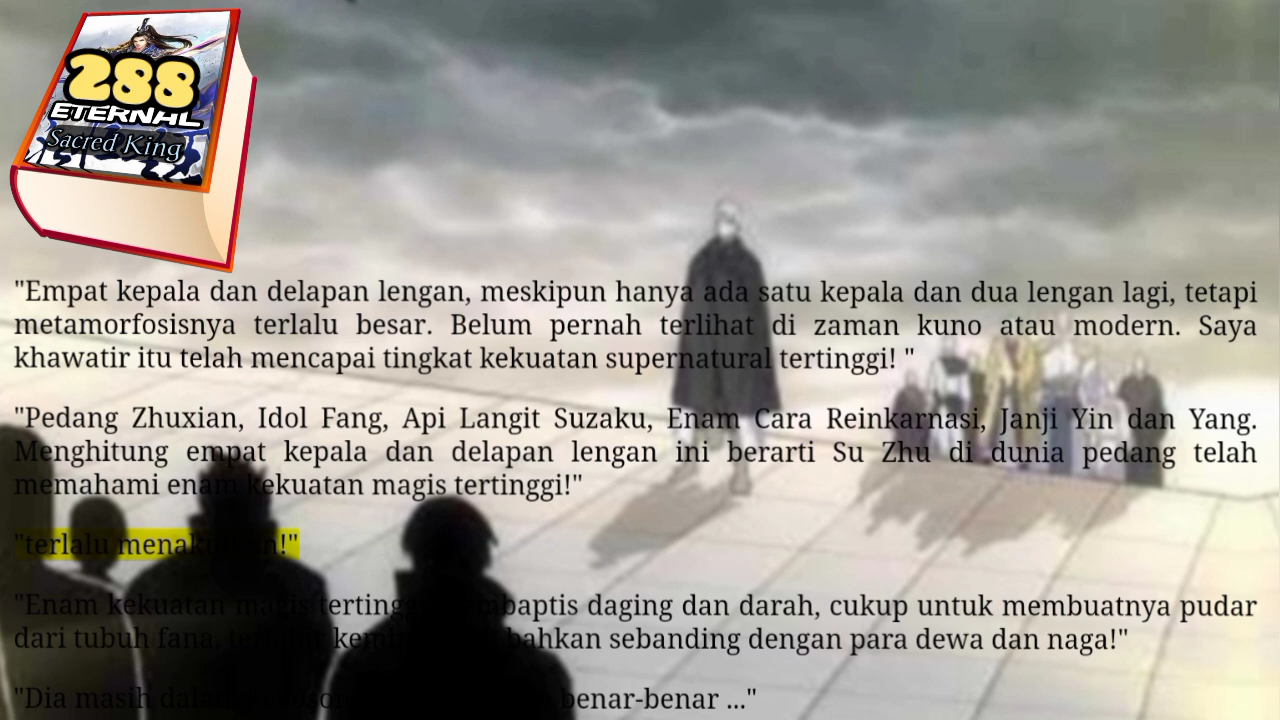 288
ETERNAL
Sacred King
"Empat kepala dan delapan lengan, meskipun hanya ada satu kepala dan dua lengan lagi, tetapi
metamorfosisnya terlalu besar. Belum pernah terlihat di zaman kuno atau modern. Saya
khawatir itu telah mencapai tingkat kekuatan supernatural tertinggi! "
"Pedang Zhuxian, Idol Fang, Api Langit Suzaku, Enam Cara Reinkarnasi, Janji Yin dan Yang.
Menghitung empat kepala dan delapan lengan ini berarti Su Zhu di dunia pedang telah
memahami enam kekuatan magis tertinggi!"
"terlalu menakutkan!"
"Enam kekuatan magis tertinggi membaptis daging dan darah, cukup untuk membuatnya pudar
dari tubuh fana, bahkan sebanding dengan para dewa dan naga!"
"Dia masih benar-benar ..."